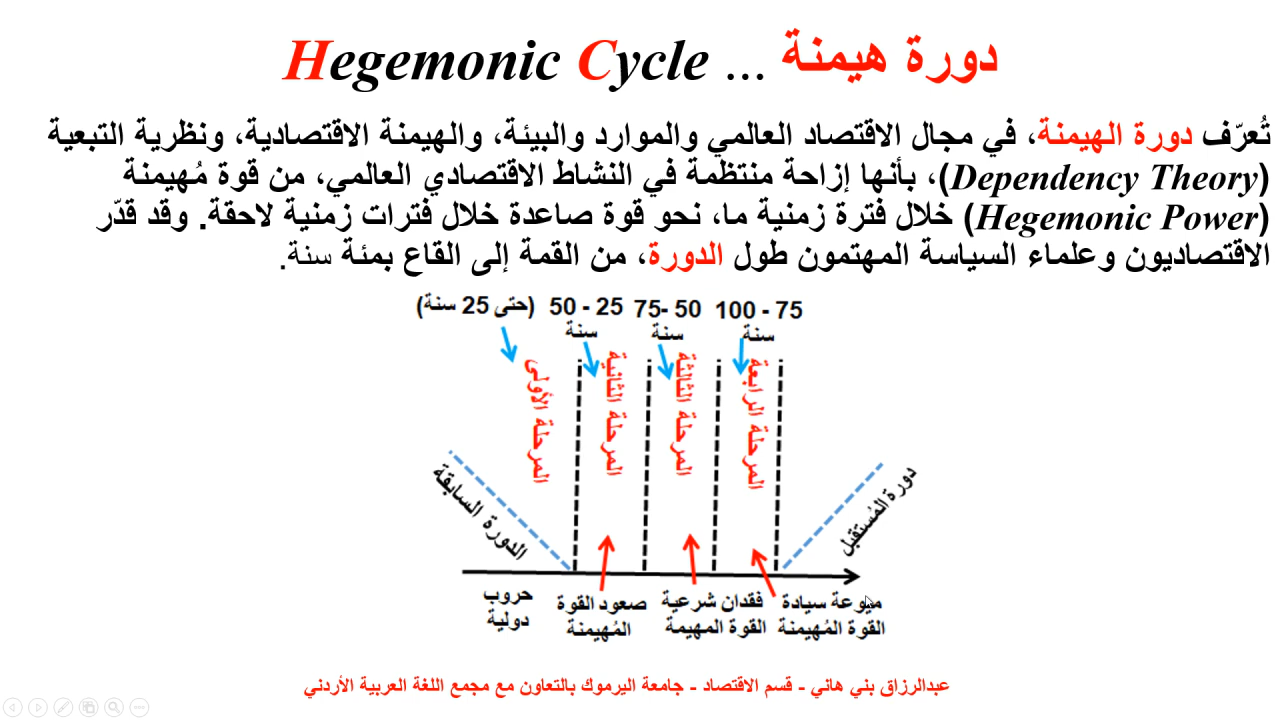 دورة هيمنة ... Hegemonic Cycle
تُعرّف دورة الهيمنة، في مجال الاقتصاد العالمي والموارد والبيئة، والهيمنة الاقتصادية، ونظرية التبعية
(Dependency Theory)، بأنها إزاحة منتظمة في النشاط الاقتصادي العالمي، من قوة مُهيمنة
(Hegemonic Power) خلال فترة زمنية ما، نحو قوة صاعدة خلال فترات زمنية لاحقة. وقد قدّر
الاقتصاديون وعلماء السياسة المهتمون طول الدورة، من القمة إلى القاع بمئة سنة.
(حتى 25 سنة)
50 - 25
سنة
75- 50
سنة
100 - 75
سنة
المرحلة الأولى
المرحلة الثانية
المرحلة الثالثة
المرحلة الرابعة
الدورة السابقة
دورة المُستقبل
حروب
دولية
صعود القوة
المُهيمنة
فقدان شرعية
القوة المهيمة
ميوعة سيادة
القوة المُهيمنة
عبدالرزاق بني هاني - قسم الاقتصاد - جامعة اليرموك بالتعاون مع مجمع اللغة العربية الأردني